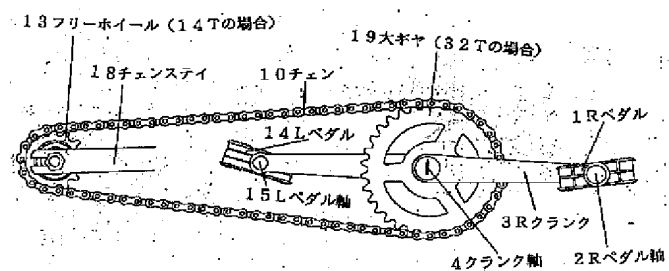 13フリーホイール(14Tの場合)
19大ギヤ(32Tの場合)
18チェンステイ
10チェン
1Rペダル
14Lペダル
15Lペダル軸
3Rクランク
4クランク軸
2Rペダル軸